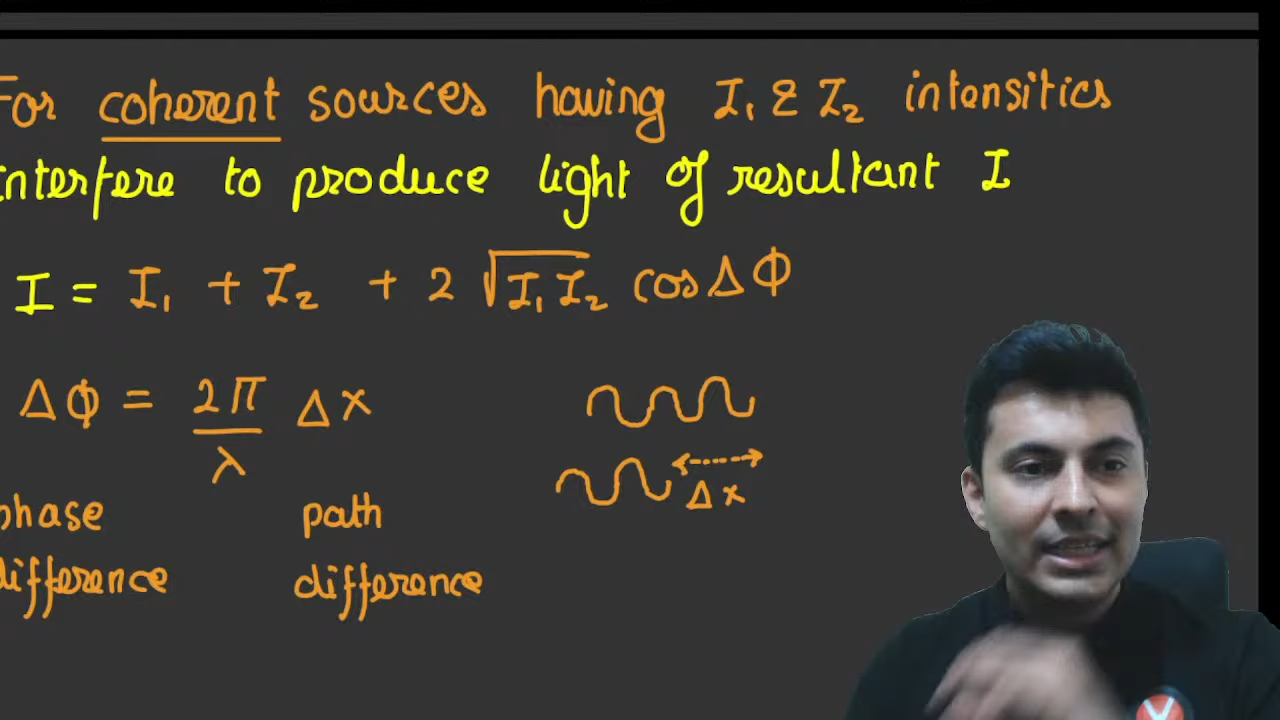 For coherent sources having I₁ & I₂ intensities
interfere to produce light of resultant I
I = I₁ + I₂ + 2 √I₁I₂ cos Δϕ
Δϕ = 2π/λ Δx
Δx
phase path
difference difference